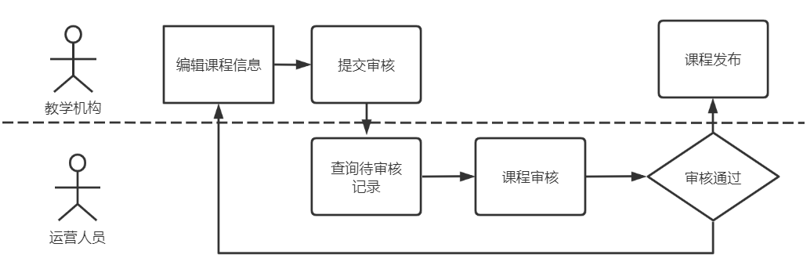 编辑课程信息
提交审核
课程发布
教学机构
查询待审核
记录
课程审核
审核通过
运营人员